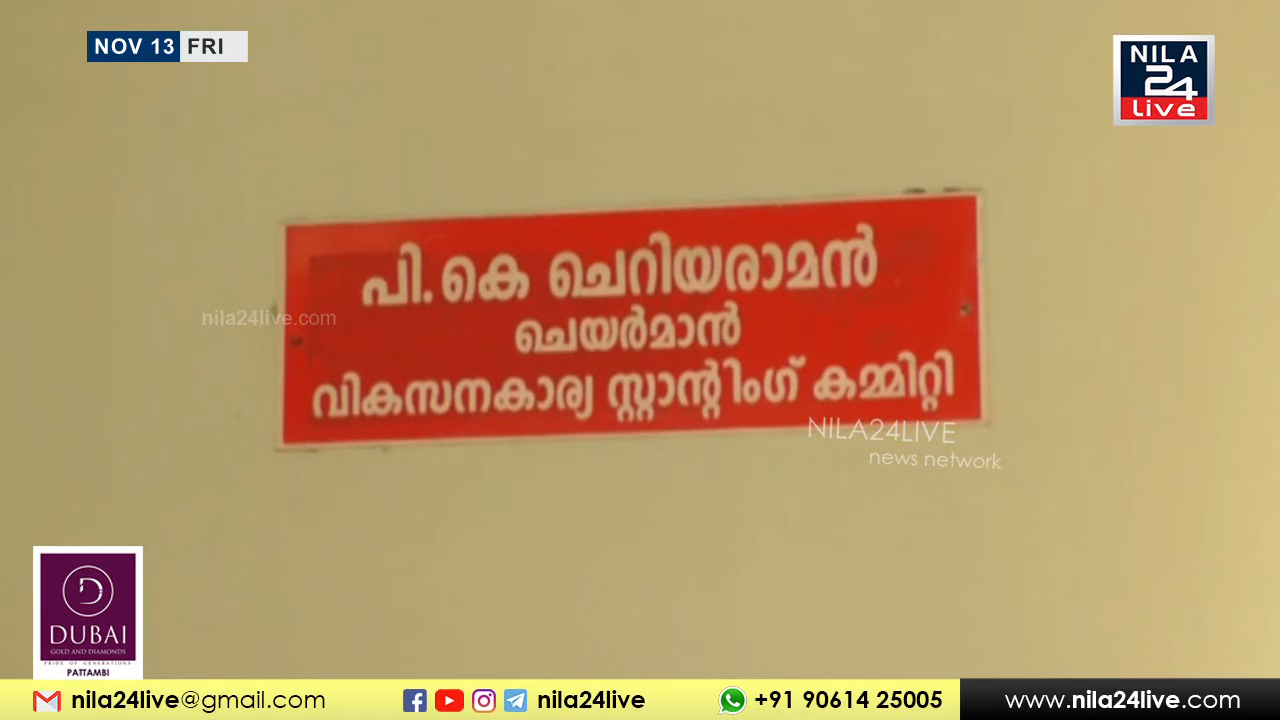 NOV 13 FRI
NILA
24
live
പി. കെ ചെറിയരാമൻ
ചെയർമാൻ
വികസനകാര്യ സ്റ്റാന്റിംഗ് കമ്മിറ്റി
nila24live.com
NILA24LIVE
news network
D
DUBAI
GOLD AND DIAMONDS
PRIDE OF GENERATIONS
PATTAMBI
nila24live@gmail.com
nila24live
+91 90614 25005
www.nila24live.com